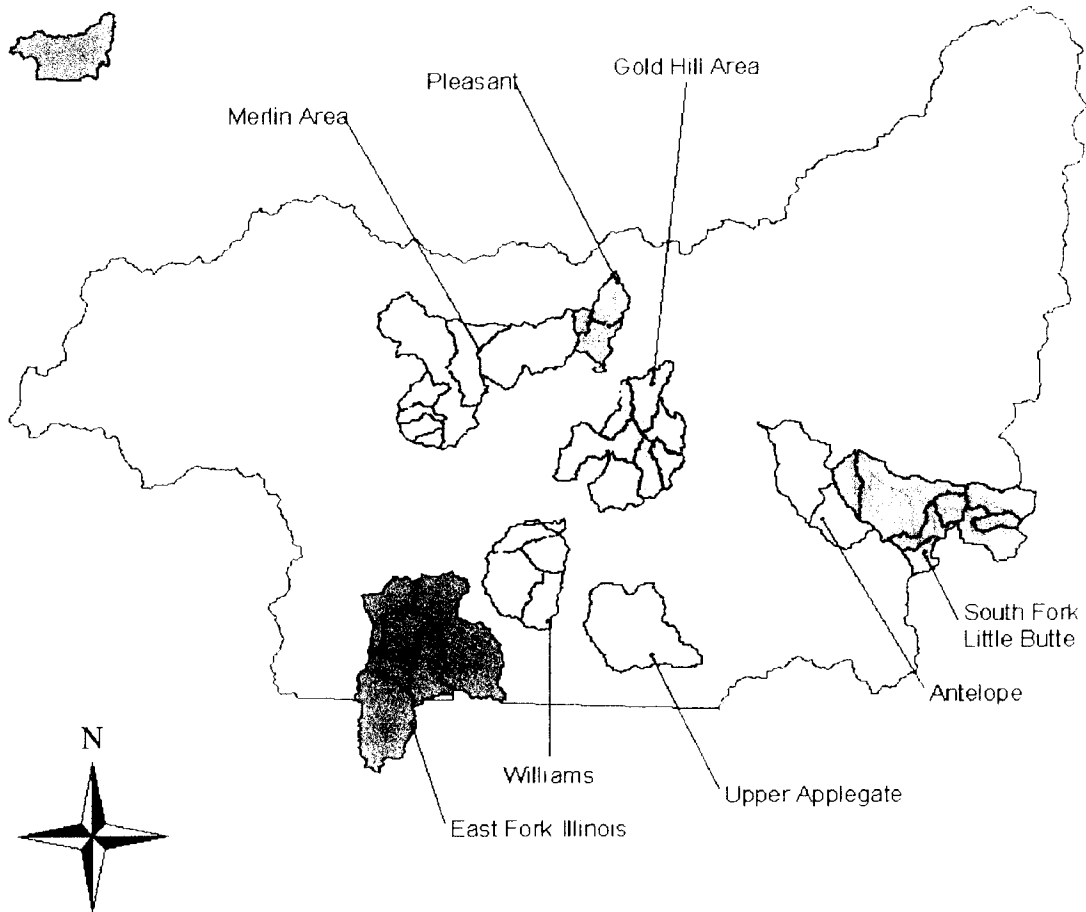 Gold Hill Area
Pleasant
Merlin Area
South Fork
Little Butte
Antelope
N
Williams
Upper Applegate
East Fork Illinois